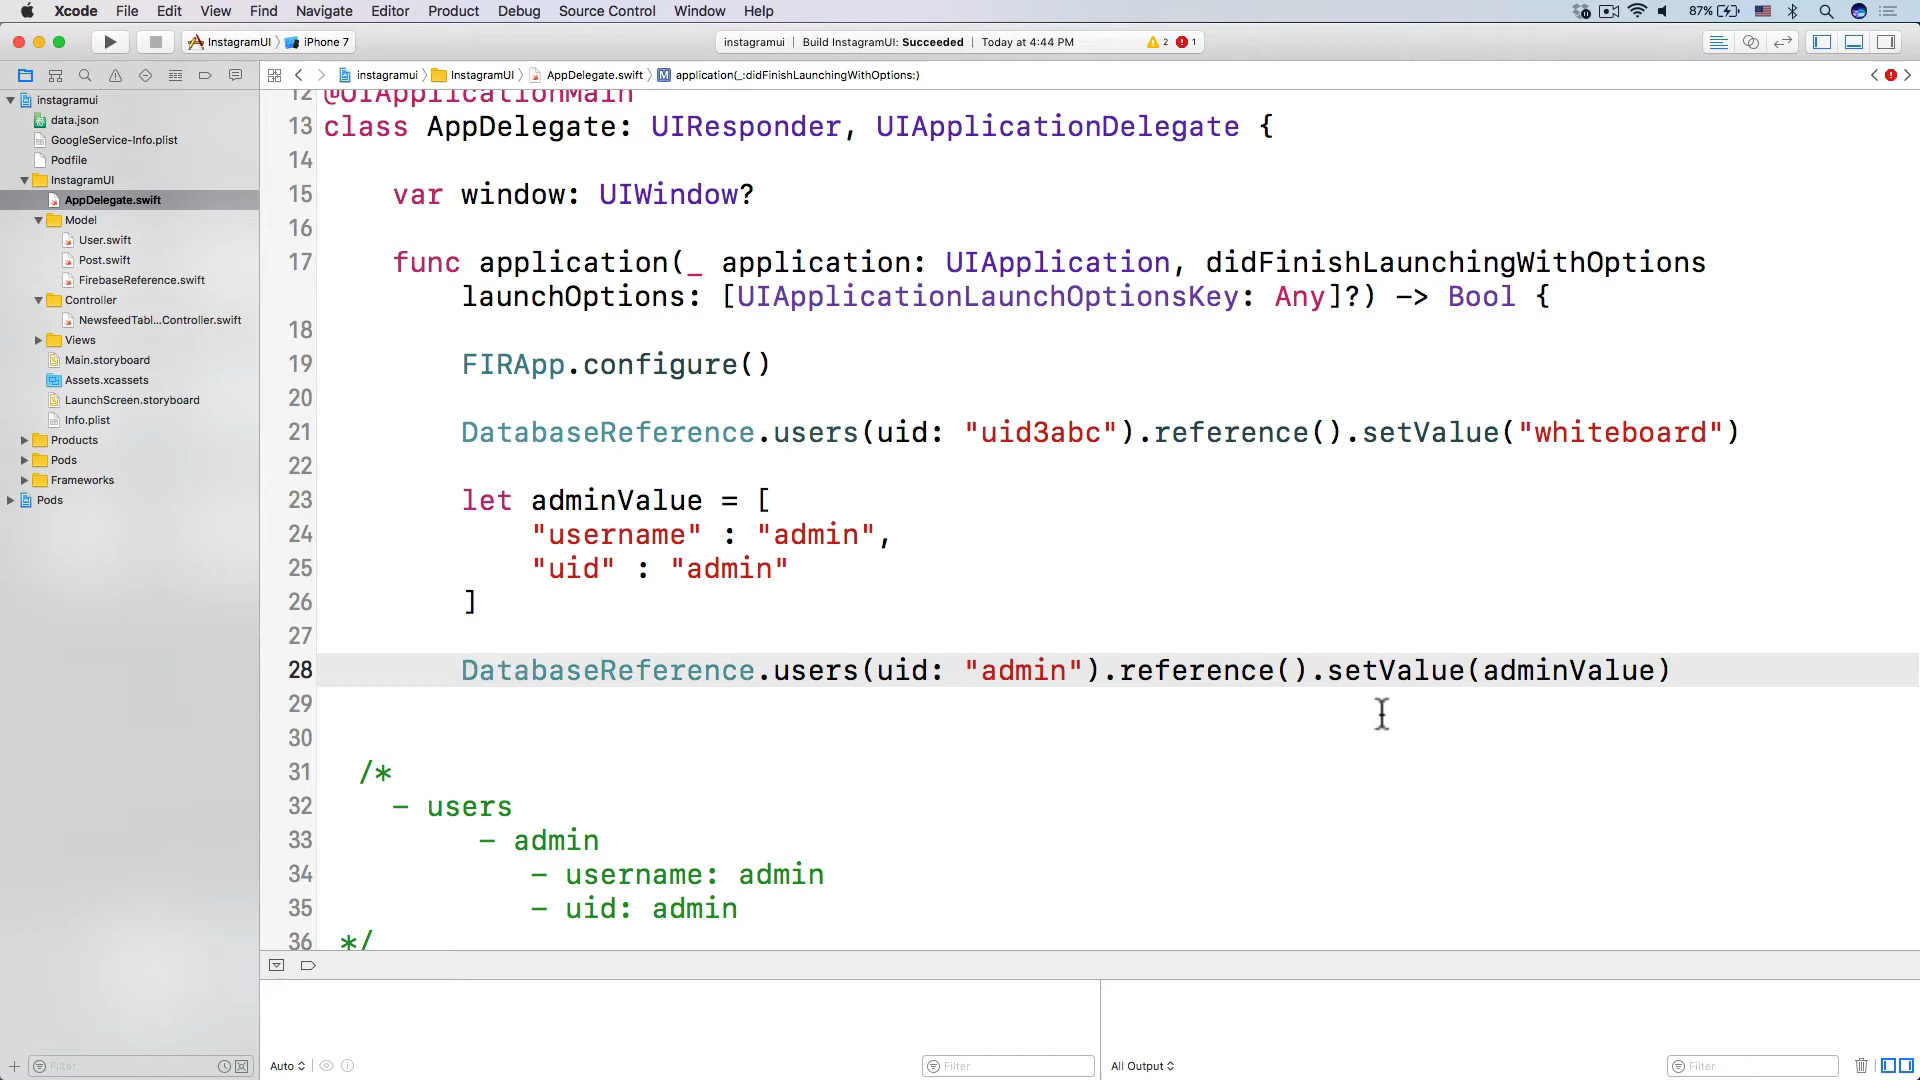 Xcode File Edit View Find Navigate Editor Product Debug Source Control Window Help 87%
InstagramUI iPhone 7 instagramui | Build InstagramUI: Succeeded | Today at 4:44 PM 2 1
instagramui InstagramUI AppDelegate.swift M application(_:didFinishLaunchingWithOptions:)
instagramui
data.json
GoogleService-Info.plist
Podfile
InstagramUI
AppDelegate.swift
Model
User.swift
Post.swift
FirebaseReference.swift
Controller
NewsfeedTabl...Controller.swift
Views
Main.storyboard
Assets.xcassets
LaunchScreen.storyboard
Info.plist
Products
Pods
Frameworks
Pods
12 @UIApplicationMain
13 class AppDelegate: UIResponder, UIApplicationDelegate {
14
15 var window: UIWindow?
16
17 func application(_ application: UIApplication, didFinishLaunchingWithOptions
launchOptions: [UIApplicationLaunchOptionsKey: Any]?) -> Bool {
18
19 FIRApp.configure()
20
21 DatabaseReference.users(uid: "uid3abc").reference().setValue("whiteboard")
22
23 let adminValue = [
24 "username" : "admin",
25 "uid" : "admin"
26 ]
27
28 DatabaseReference.users(uid: "admin").reference().setValue(adminValue)
29
30
31 /*
32 - users
33 - admin
34 - username: admin
35 - uid: admin
36 */
Filter Auto Filter All Output Filter